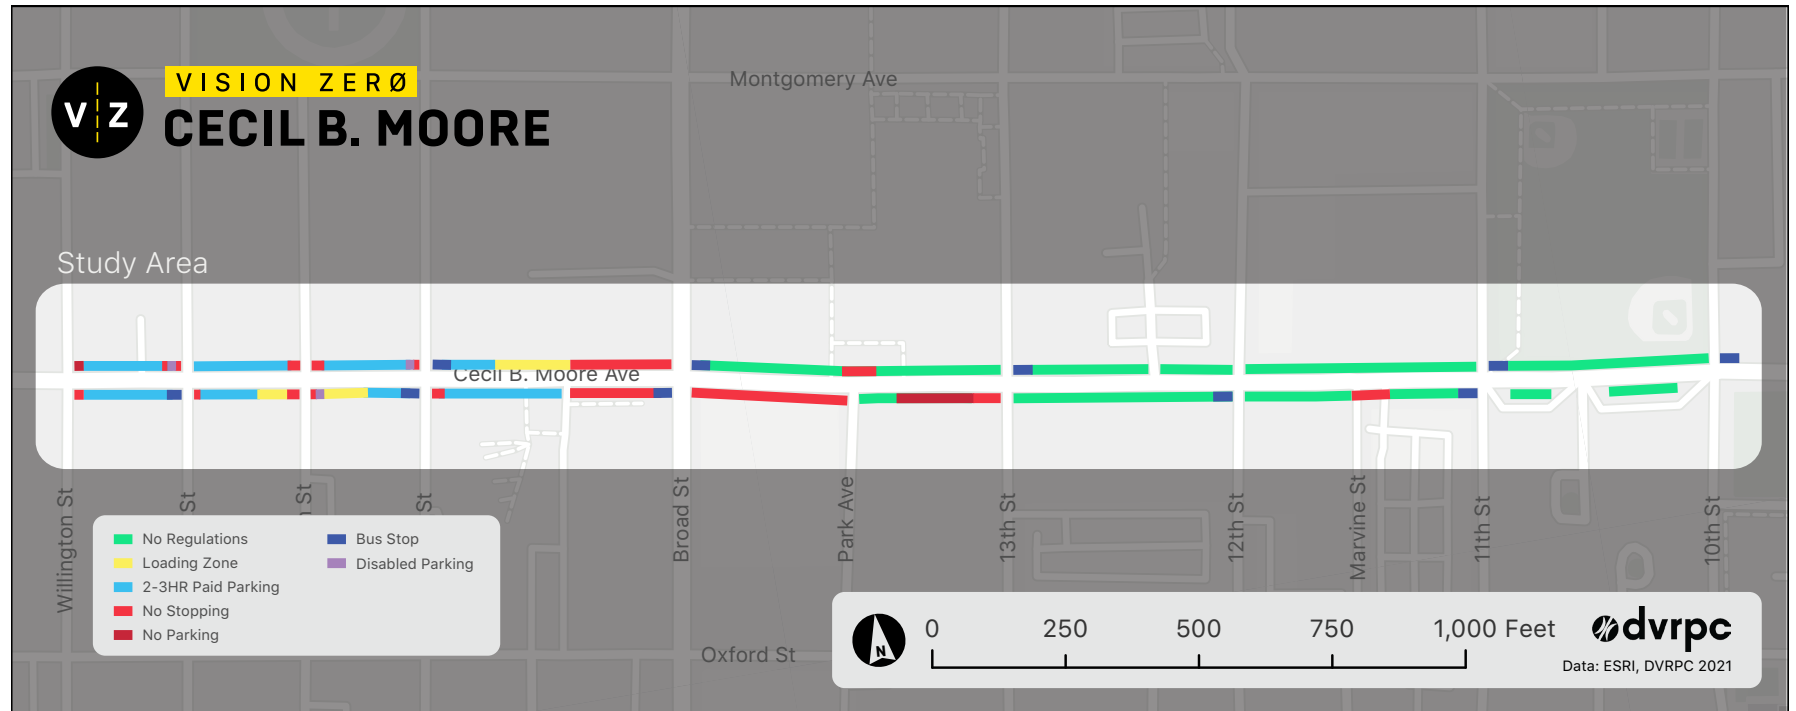 V Z
VISION ZERØ
CECIL B. MOORE
Montgomery Ave
Study Area
Cecil B. Moore Ave
Willington St
St
St
St
Broad St
Park Ave
13th St
12th St
Marvine St
11th St
10th St
No Regulations
Loading Zone
2-3HR Paid Parking
No Stopping
No Parking
Bus Stop
Disabled Parking
Oxford St
N
0 250 500 750 1,000 Feet
dvrpc
Data: ESRI, DVRPC 2021